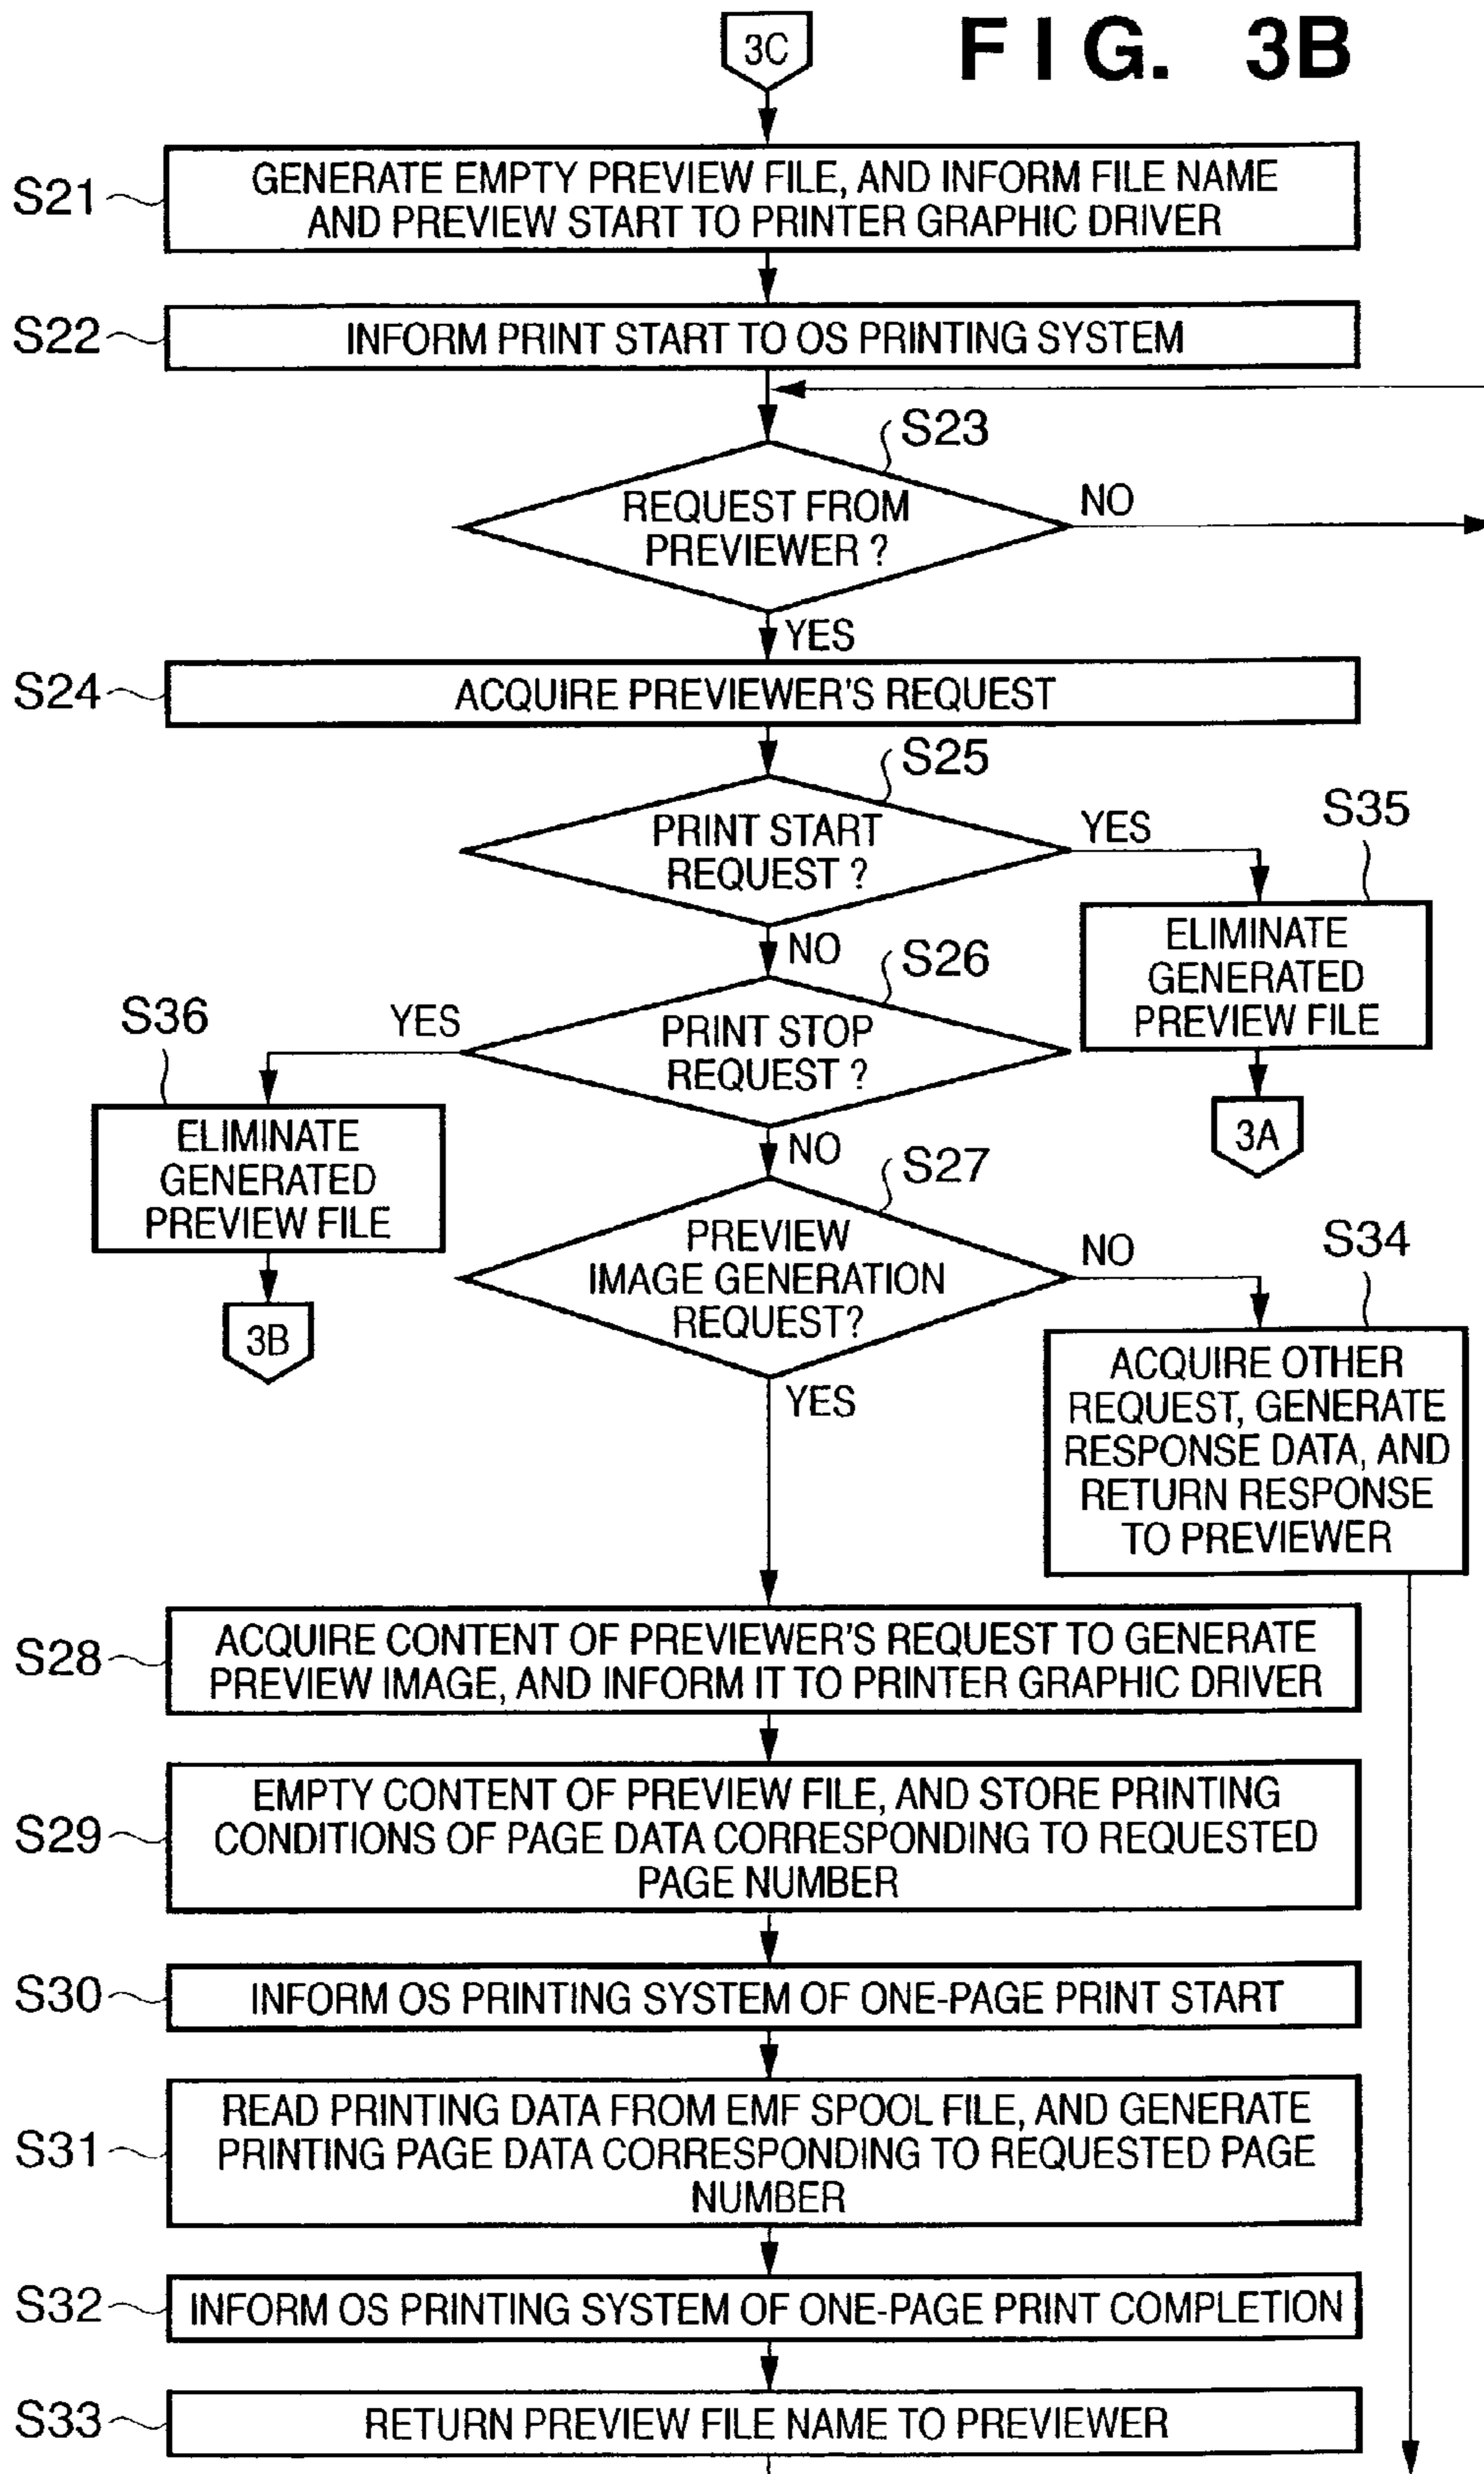 3C
FIG. 3B
S21
GENERATE EMPTY PREVIEW FILE, AND INFORM FILE NAME
AND PREVIEW START TO PRINTER GRAPHIC DRIVER
S22
INFORM PRINT START TO OS PRINTING SYSTEM
S23
REQUEST FROM
PREVIEWER ?
NO
YES
S24
ACQUIRE PREVIEWER'S REQUEST
S25
PRINT START
REQUEST ?
YES
S35
ELIMINATE
GENERATED
PREVIEW FILE
3A
NO
S26
PRINT STOP
REQUEST ?
YES
S36
ELIMINATE
GENERATED
PREVIEW FILE
3B
NO
S27
PREVIEW
IMAGE GENERATION
REQUEST?
NO
S34
ACQUIRE OTHER
REQUEST, GENERATE
RESPONSE DATA, AND
RETURN RESPONSE
TO PREVIEWER
YES
S28
ACQUIRE CONTENT OF PREVIEWER'S REQUEST TO GENERATE
PREVIEW IMAGE, AND INFORM IT TO PRINTER GRAPHIC DRIVER
S29
EMPTY CONTENT OF PREVIEW FILE, AND STORE PRINTING
CONDITIONS OF PAGE DATA CORRESPONDING TO REQUESTED
PAGE NUMBER
S30
INFORM OS PRINTING SYSTEM OF ONE-PAGE PRINT START
S31
READ PRINTING DATA FROM EMF SPOOL FILE, AND GENERATE
PRINTING PAGE DATA CORRESPONDING TO REQUESTED PAGE
NUMBER
S32
INFORM OS PRINTING SYSTEM OF ONE-PAGE PRINT COMPLETION
S33
RETURN PREVIEW FILE NAME TO PREVIEWER